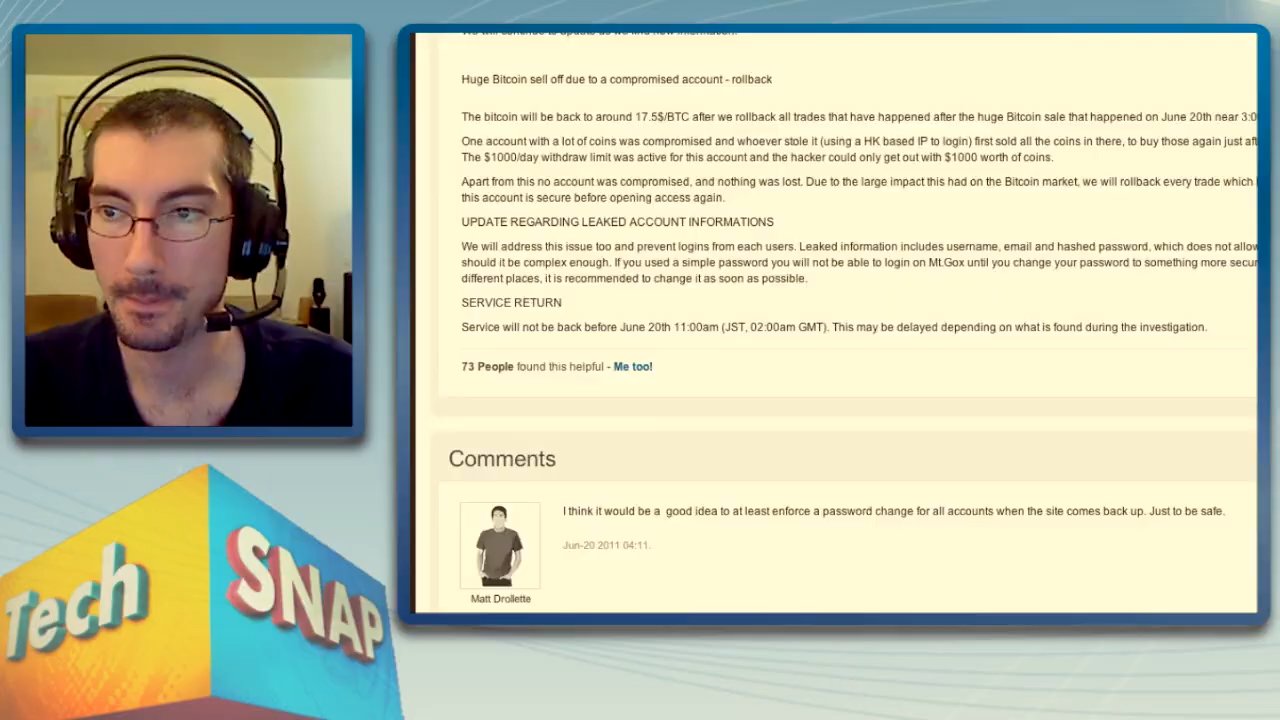 Huge Bitcoin sell off due to a compromised account - rollback
The bitcoin will be back to around 17.5$/BTC after we rollback all trades that have happened after the huge Bitcoin sale that happened on June 20th near 3:0
One account with a lot of coins was compromised and whoever stole it (using a HK based IP to login) first sold all the coins in there, to buy those again just aft
The $1000/day withdraw limit was active for this account and the hacker could only get out with $1000 worth of coins.
Apart from this no account was compromised, and nothing was lost. Due to the large impact this had on the Bitcoin market, we will rollback every trade which
this account is secure before opening access again.
UPDATE REGARDING LEAKED ACCOUNT INFORMATIONS
We will address this issue too and prevent logins from each users. Leaked information includes username, email and hashed password, which does not allow
should it be complex enough. If you used a simple password you will not be able to login on Mt.Gox until you change your password to something more secur
different places, it is recommended to change it as soon as possible.
SERVICE RETURN
Service will not be back before June 20th 11:00am (JST, 02:00am GMT). This may be delayed depending on what is found during the investigation.
73 People found this helpful - Me too!
Comments
I think it would be a  good idea to at least enforce a password change for all accounts when the site comes back up. Just to be safe.
Jun-20 2011 04:11.
Matt Drollette
Tech
SNAP